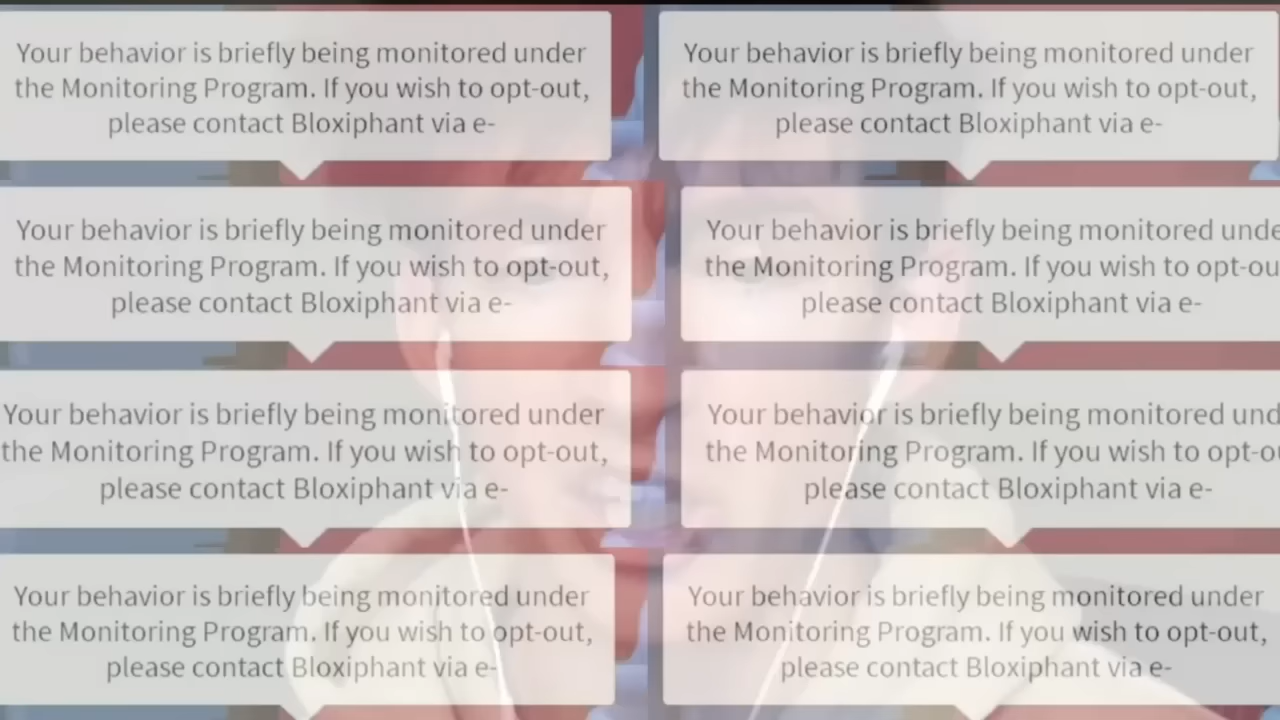 Your behavior is briefly being monitored under
the Monitoring Program. If you wish to opt-out,
please contact Bloxiphant via e-
Your behavior is briefly being monitored under
the Monitoring Program. If you wish to opt-out,
please contact Bloxiphant via e-
Your behavior is briefly being monitored under
the Monitoring Program. If you wish to opt-out,
please contact Bloxiphant via e-
Your behavior is briefly being monitored unde
the Monitoring Program. If you wish to opt-ou
please contact Bloxiphant via e-
Your behavior is briefly being monitored under
the Monitoring Program. If you wish to opt-out,
please contact Bloxiphant via e-
Your behavior is briefly being monitored und
the Monitoring Program. If you wish to opt-o
please contact Bloxiphant via e-
Your behavior is briefly being monitored under
the Monitoring Program. If you wish to opt-out,
please contact Bloxiphant via e-
Your behavior is briefly being monitored under
the Monitoring Program. If you wish to opt-out,
please contact Bloxiphant via e-